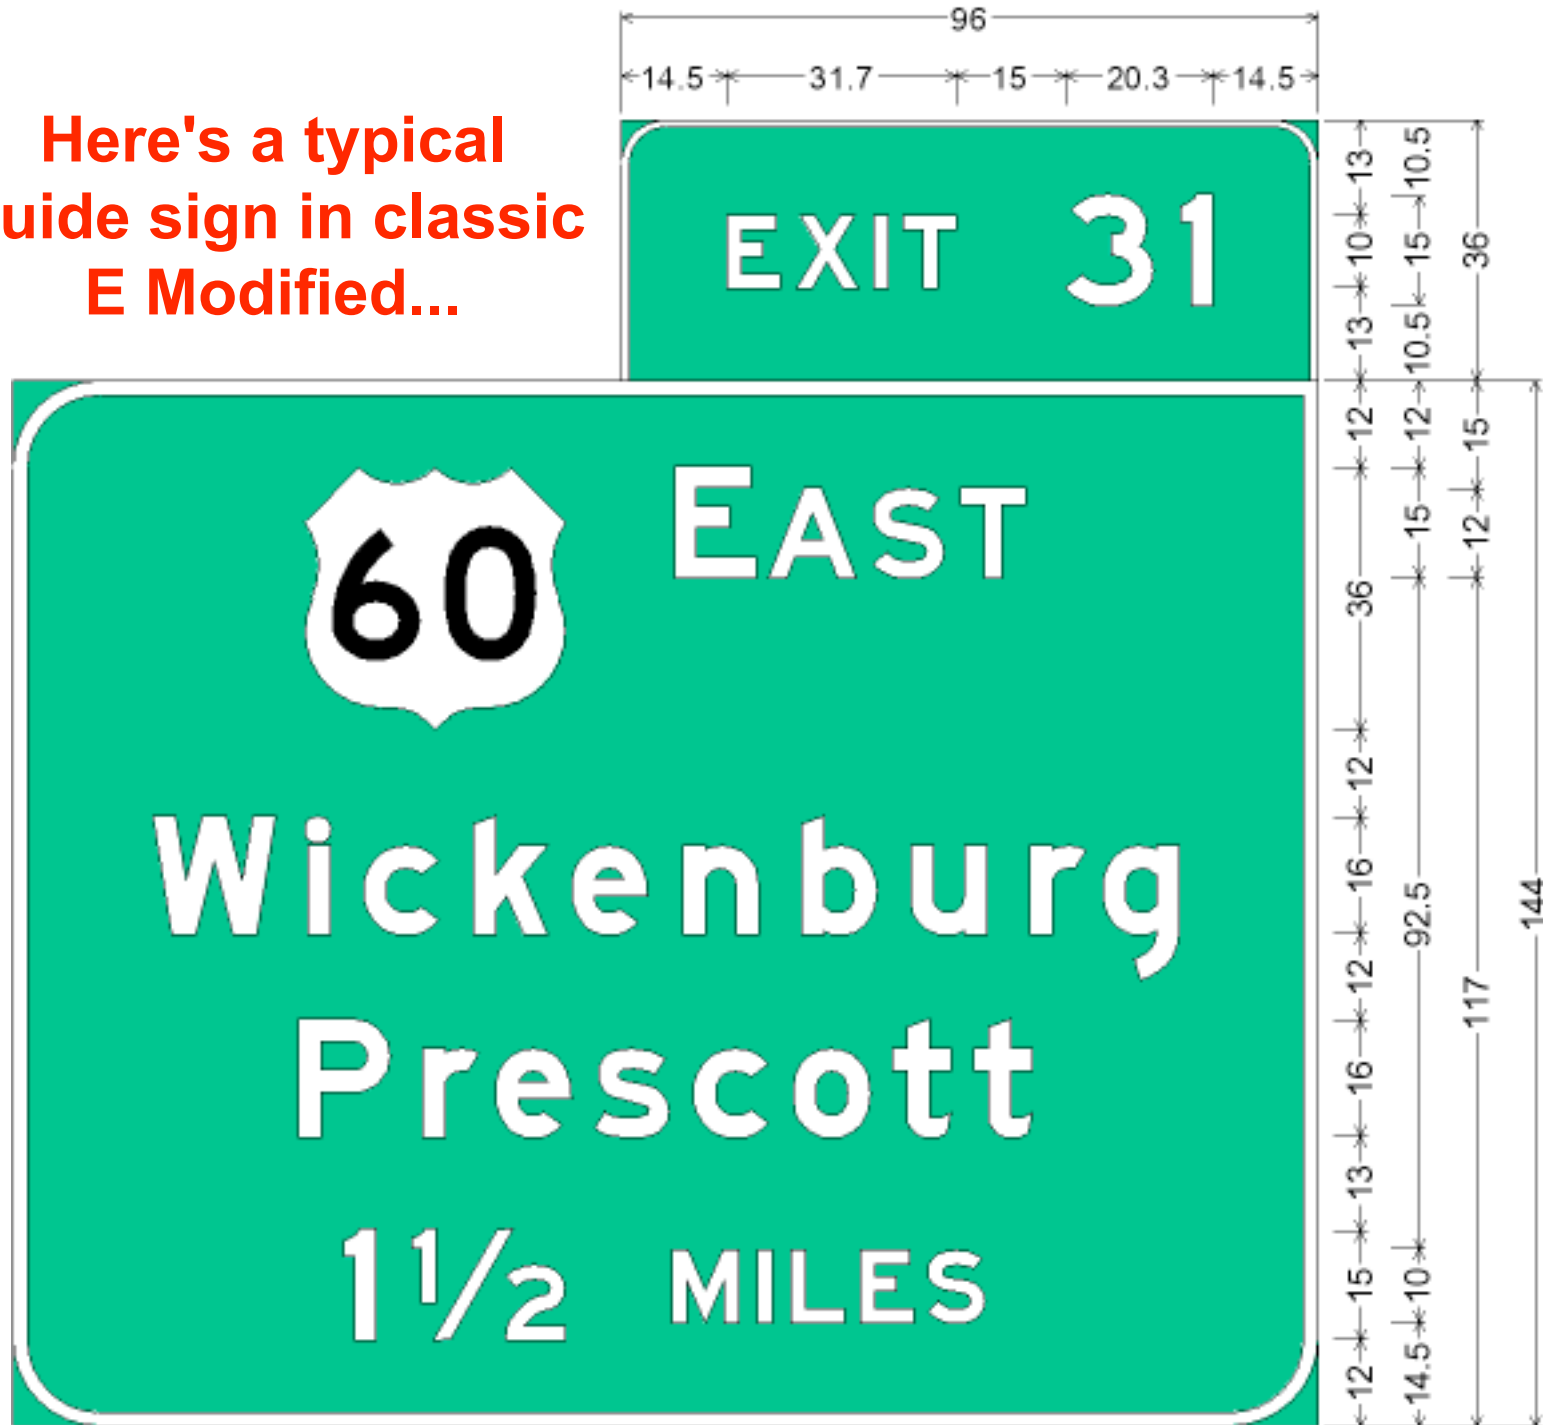 96
14.5 31.7 15 20.3 14.5
Here's a typical
uide sign in classic
E Modified...
EXIT 31
13 10 13
10.5 15 10.5
36
60 EAST
Wickenburg
Prescott
1 1/2 MILES
12 36 12 16 12 16 13 15 12
12 15 92.5 10 14.5
15 12 117
144